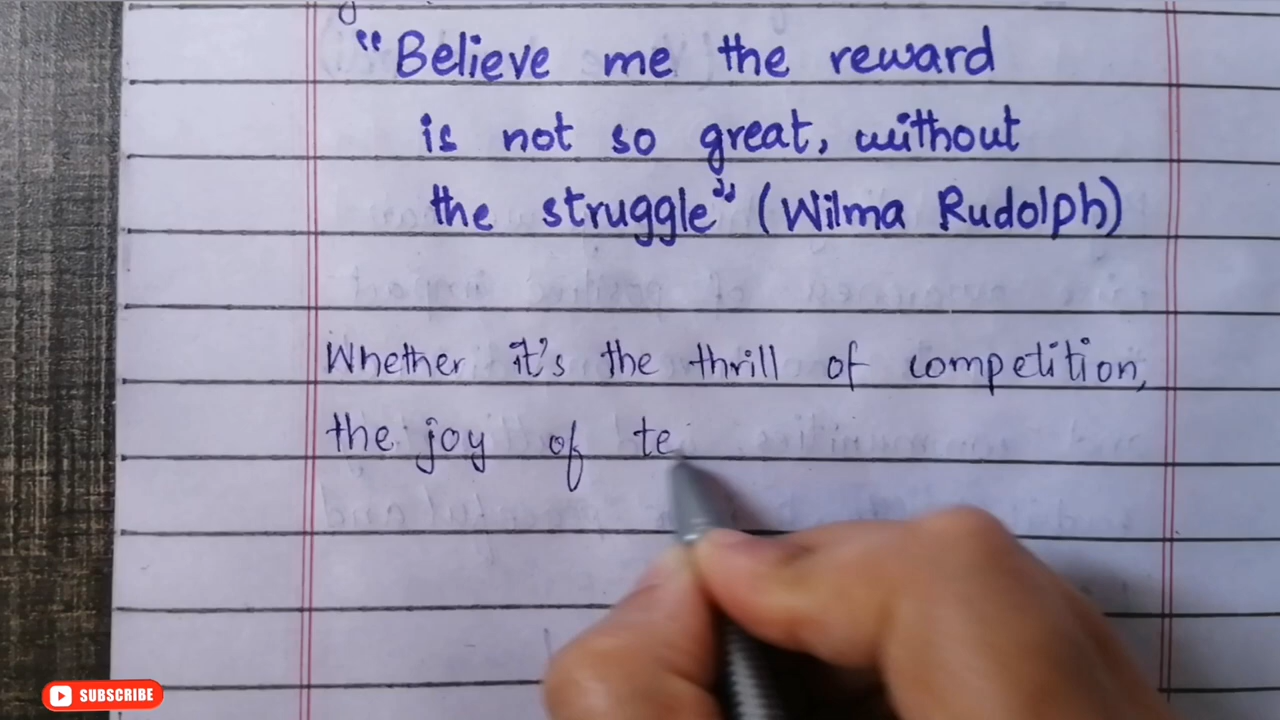 “Believe me the reward
is not so great, without
the struggle” (Wilma Rudolph)
Whether it's the thrill of competition,
the joy of te
SUBSCRIBE